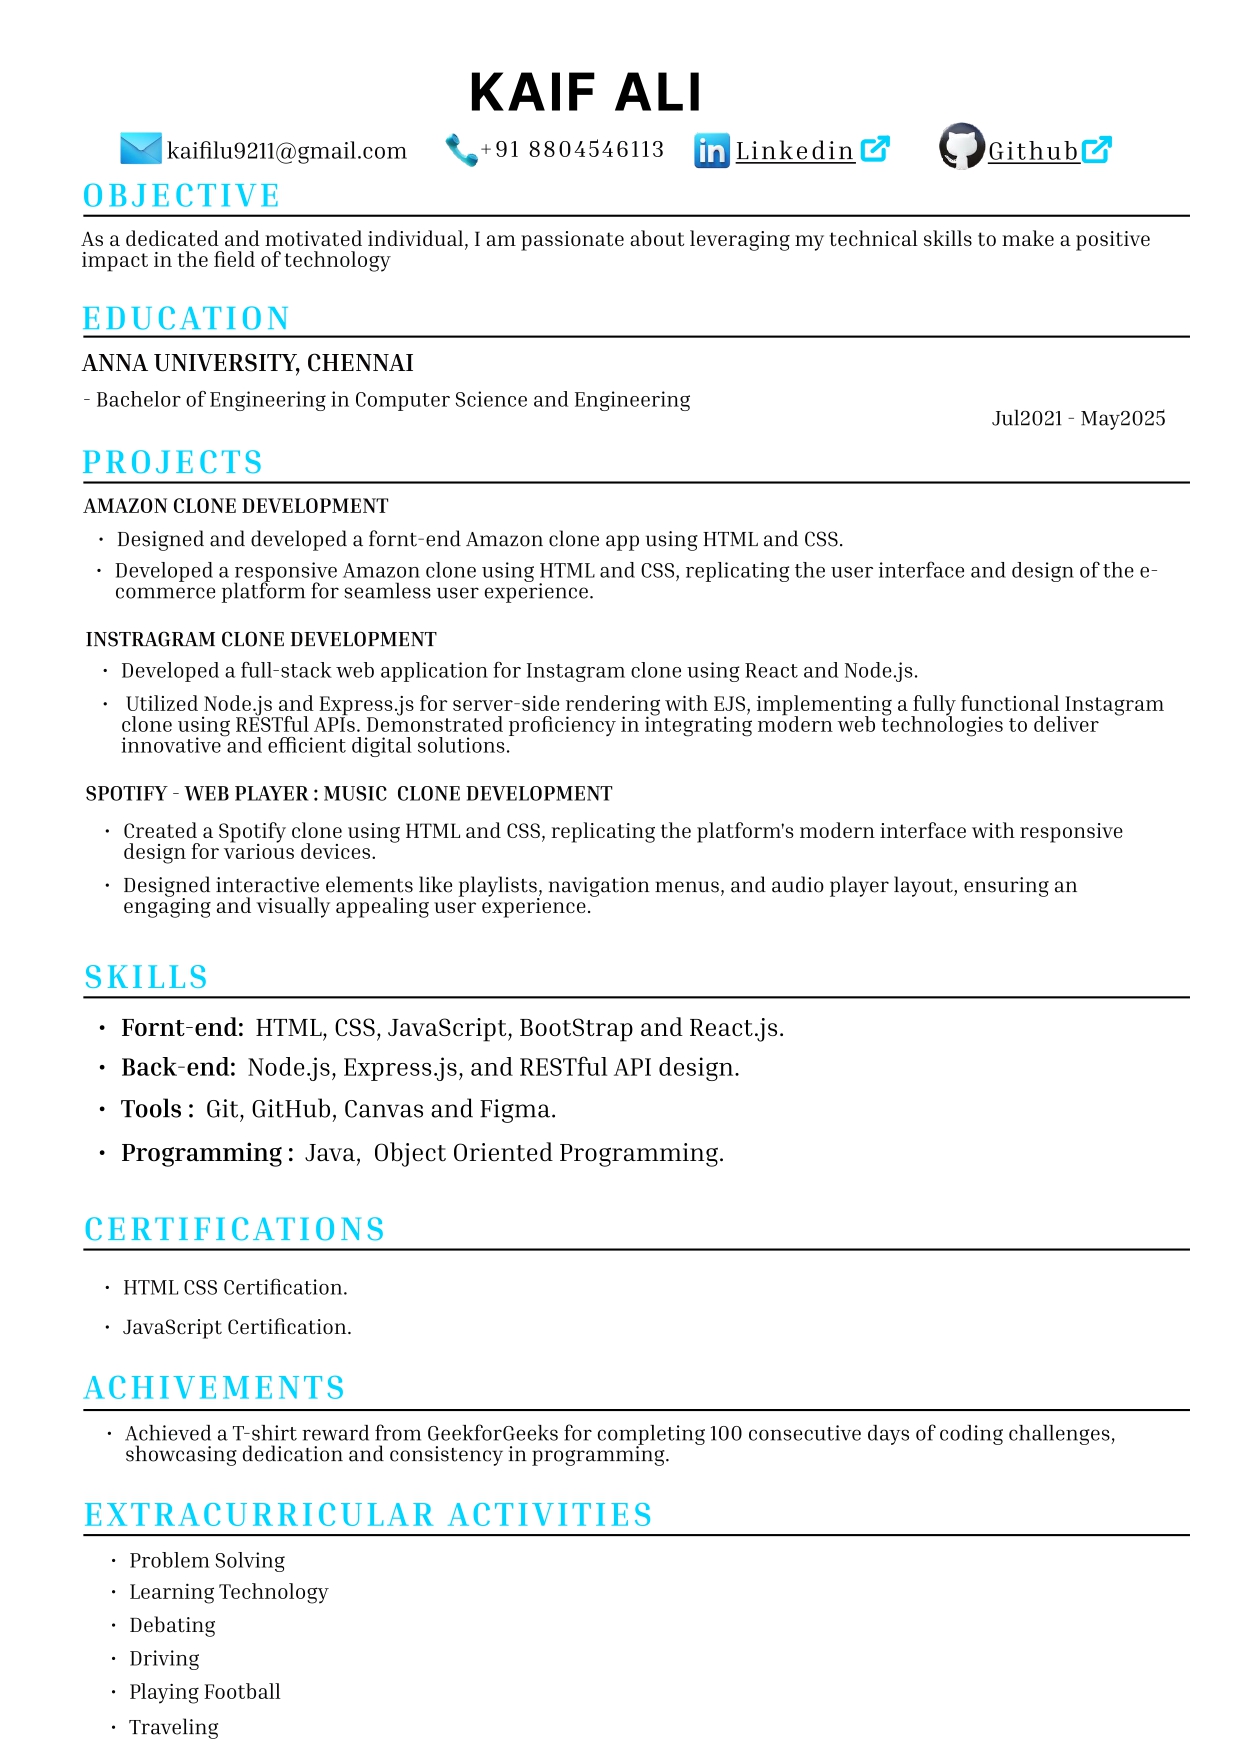 KAIF ALI
kaifilu9211@gmail.com +91 8804546113 Linkedin Github
OBJECTIVE
As a dedicated and motivated individual, I am passionate about leveraging my technical skills to make a positive
impact in the field of technology
EDUCATION
ANNA UNIVERSITY, CHENNAI
- Bachelor of Engineering in Computer Science and Engineering
Jul2021 - May2025
PROJECTS
AMAZON CLONE DEVELOPMENT
• Designed and developed a fornt-end Amazon clone app using HTML and CSS.
• Developed a responsive Amazon clone using HTML and CSS, replicating the user interface and design of the e-
commerce platform for seamless user experience.
INSTRAGRAM CLONE DEVELOPMENT
• Developed a full-stack web application for Instagram clone using React and Node.js.
• Utilized Node.js and Express.js for server-side rendering with EJS, implementing a fully functional Instagram
clone using RESTful APIs. Demonstrated proficiency in integrating modern web technologies to deliver
innovative and efficient digital solutions.
SPOTIFY - WEB PLAYER : MUSIC CLONE DEVELOPMENT
• Created a Spotify clone using HTML and CSS, replicating the platform's modern interface with responsive
design for various devices.
• Designed interactive elements like playlists, navigation menus, and audio player layout, ensuring an
engaging and visually appealing user experience.
SKILLS
• Fornt-end: HTML, CSS, JavaScript, BootStrap and React.js.
• Back-end: Node.js, Express.js, and RESTful API design.
• Tools : Git, GitHub, Canvas and Figma.
• Programming : Java, Object Oriented Programming.
CERTIFICATIONS
• HTML CSS Certification.
• JavaScript Certification.
ACHIVEMENTS
• Achieved a T-shirt reward from GeekforGeeks for completing 100 consecutive days of coding challenges,
showcasing dedication and consistency in programming.
EXTRACURRICULAR ACTIVITIES
• Problem Solving
• Learning Technology
• Debating
• Driving
• Playing Football
• Traveling